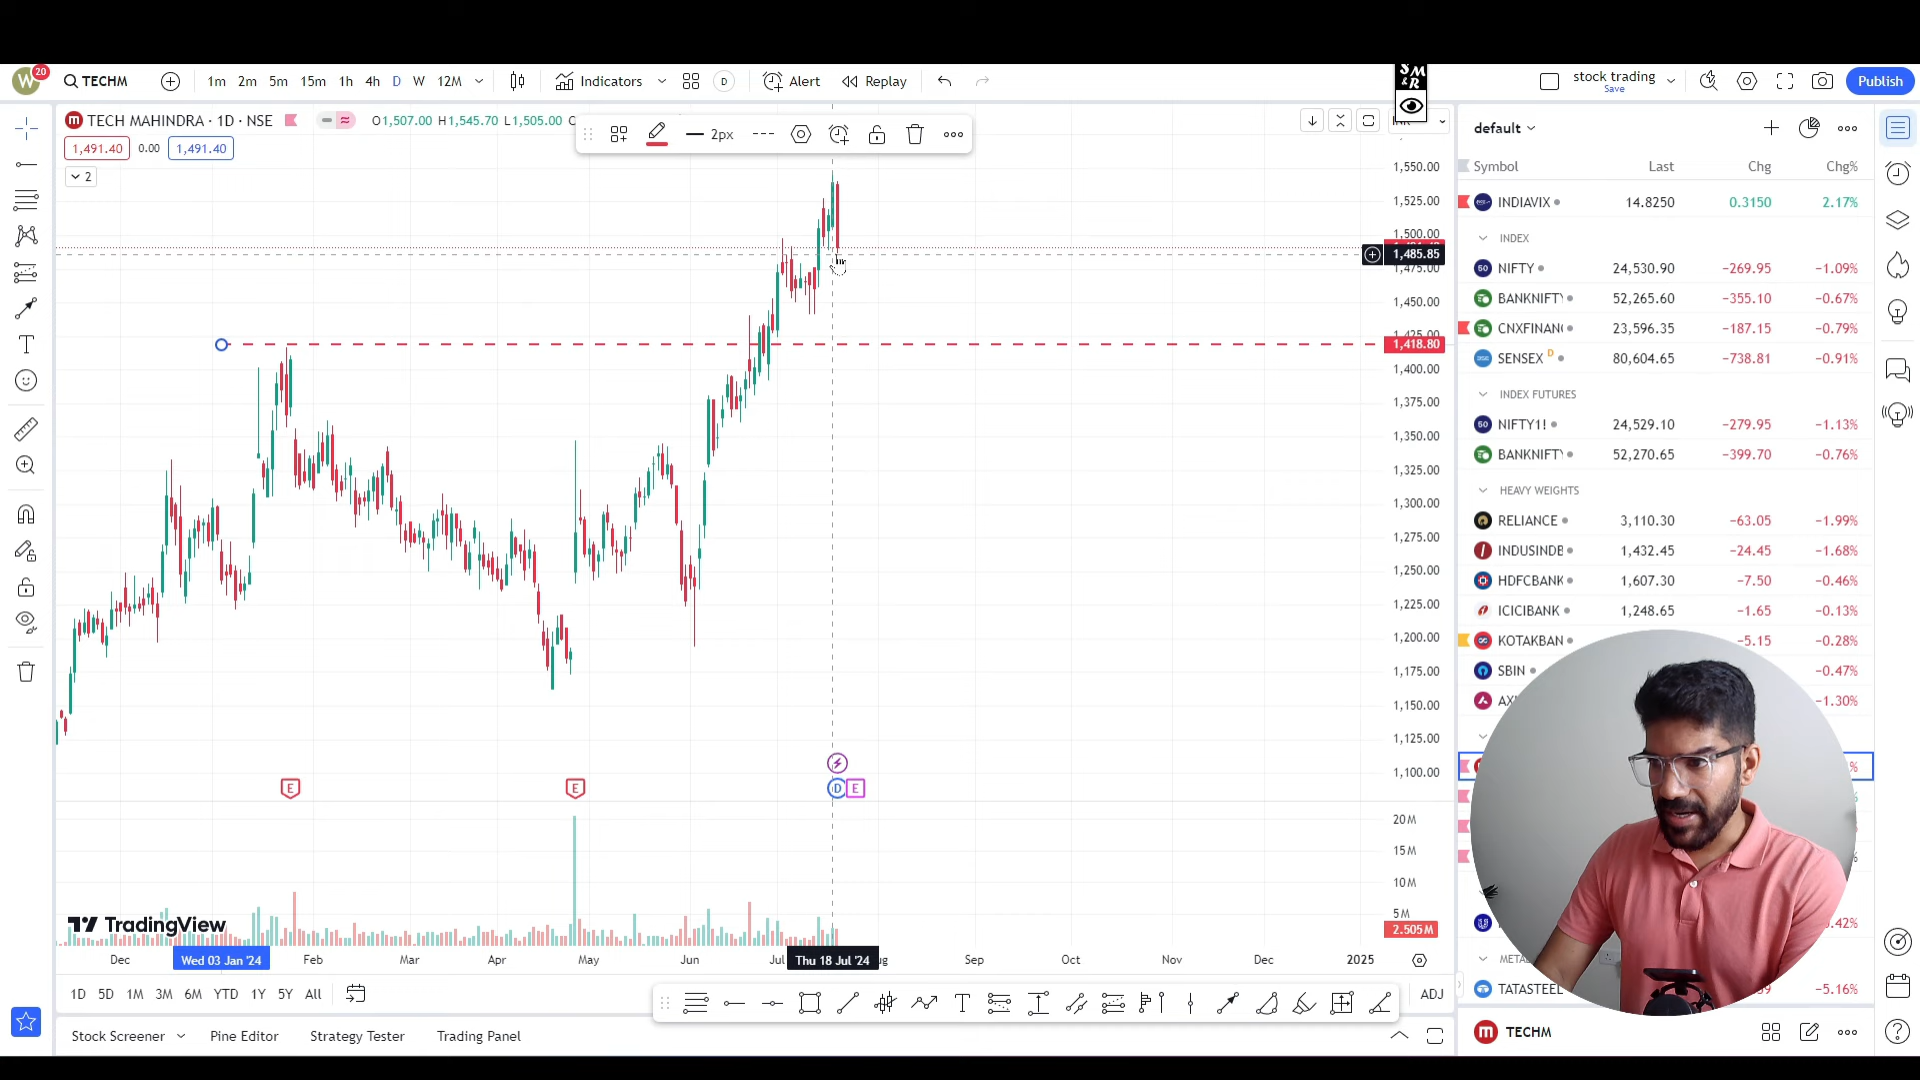 W 20 TECHM 1m 2m 5m 15m 1h 4h D W 12M Indicators D Alert Replay SM &R stock trading Save Publish
TECH MAHINDRA · 1D · NSE O1,507.00 H1,545.70 L1,505.00 2px
1,491.40 0.00 1,491.40
2
default
Symbol Last Chg Chg%
INDIAVIX 14.8250 0.3150 2.17%
INDEX
NIFTY 24,530.90 −269.95 −1.09%
BANKNIFT 52,265.60 −355.10 −0.67%
CNXFINAN 23,596.35 −187.15 −0.79%
SENSEX D 80,604.65 −738.81 −0.91%
INDEX FUTURES
NIFTY1! 24,529.10 −279.95 −1.13%
BANKNIFT 52,270.65 −399.70 −0.76%
HEAVY WEIGHTS
RELIANCE 3,110.30 −63.05 −1.99%
INDUSINDB 1,432.45 −24.45 −1.68%
HDFCBANK 1,607.30 −7.50 −0.46%
ICICIBANK 1,248.65 −1.65 −0.13%
KOTAKBAN −5.15 −0.28%
SBIN −0.47%
AX −1.30%
TATASTEEL −5.16%
TECHM
1,550.00
1,525.00
1,500.00
1,485.85
1,475.00
1,450.00
1,425.00
1,418.80
1,400.00
1,375.00
1,350.00
1,325.00
1,300.00
1,275.00
1,250.00
1,225.00
1,200.00
1,175.00
1,150.00
1,125.00
1,100.00
E E D E
20M
15M
10M
5M
2.505M
TradingView
Dec Wed 03 Jan '24 Feb Mar Apr May Jun Jul Thu 18 Jul '24 Sep Oct Nov Dec 2025
1D 5D 1M 3M 6M YTD 1Y 5Y All ADJ
Stock Screener Pine Editor Strategy Tester Trading Panel